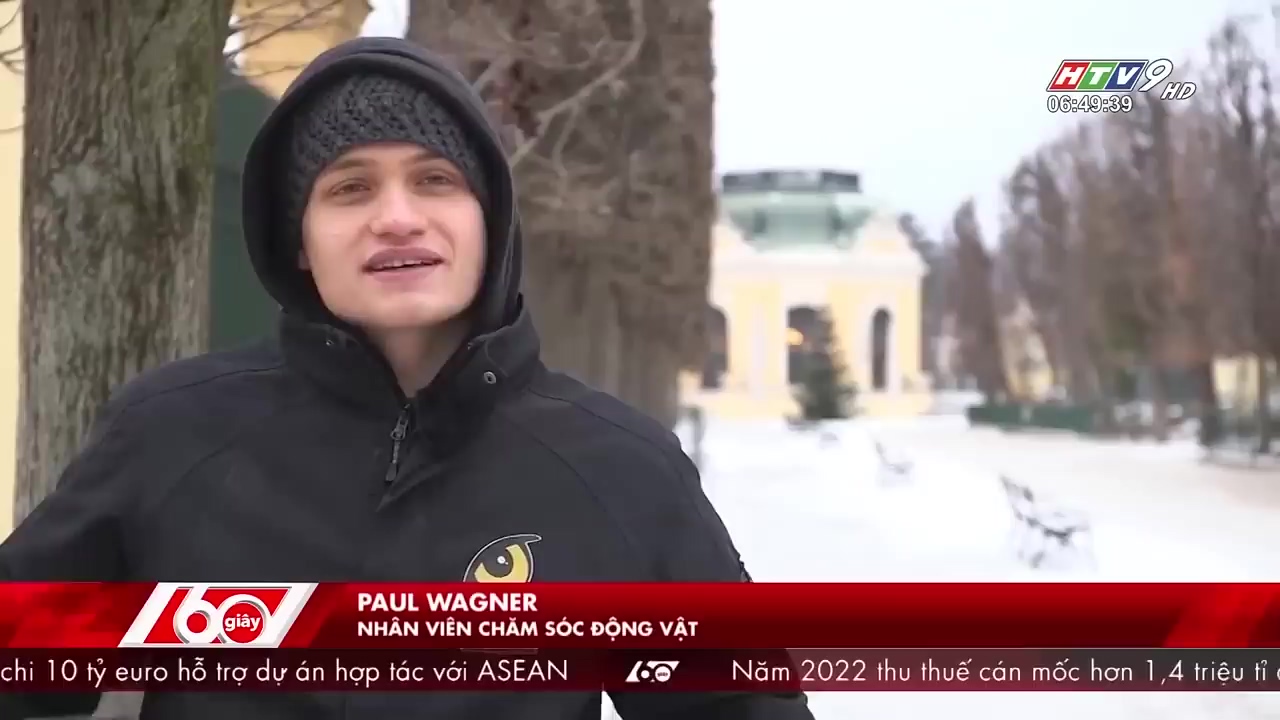 HTV9 HD
06:49:39
60 giây
PAUL WAGNER
NHÂN VIÊN CHĂM SÓC ĐỘNG VẬT
chi 10 tỷ euro hỗ trợ dự án hợp tác với ASEAN 60 giây Năm 2022 thu thuế cán mốc hơn 1,4 triệu tỉ